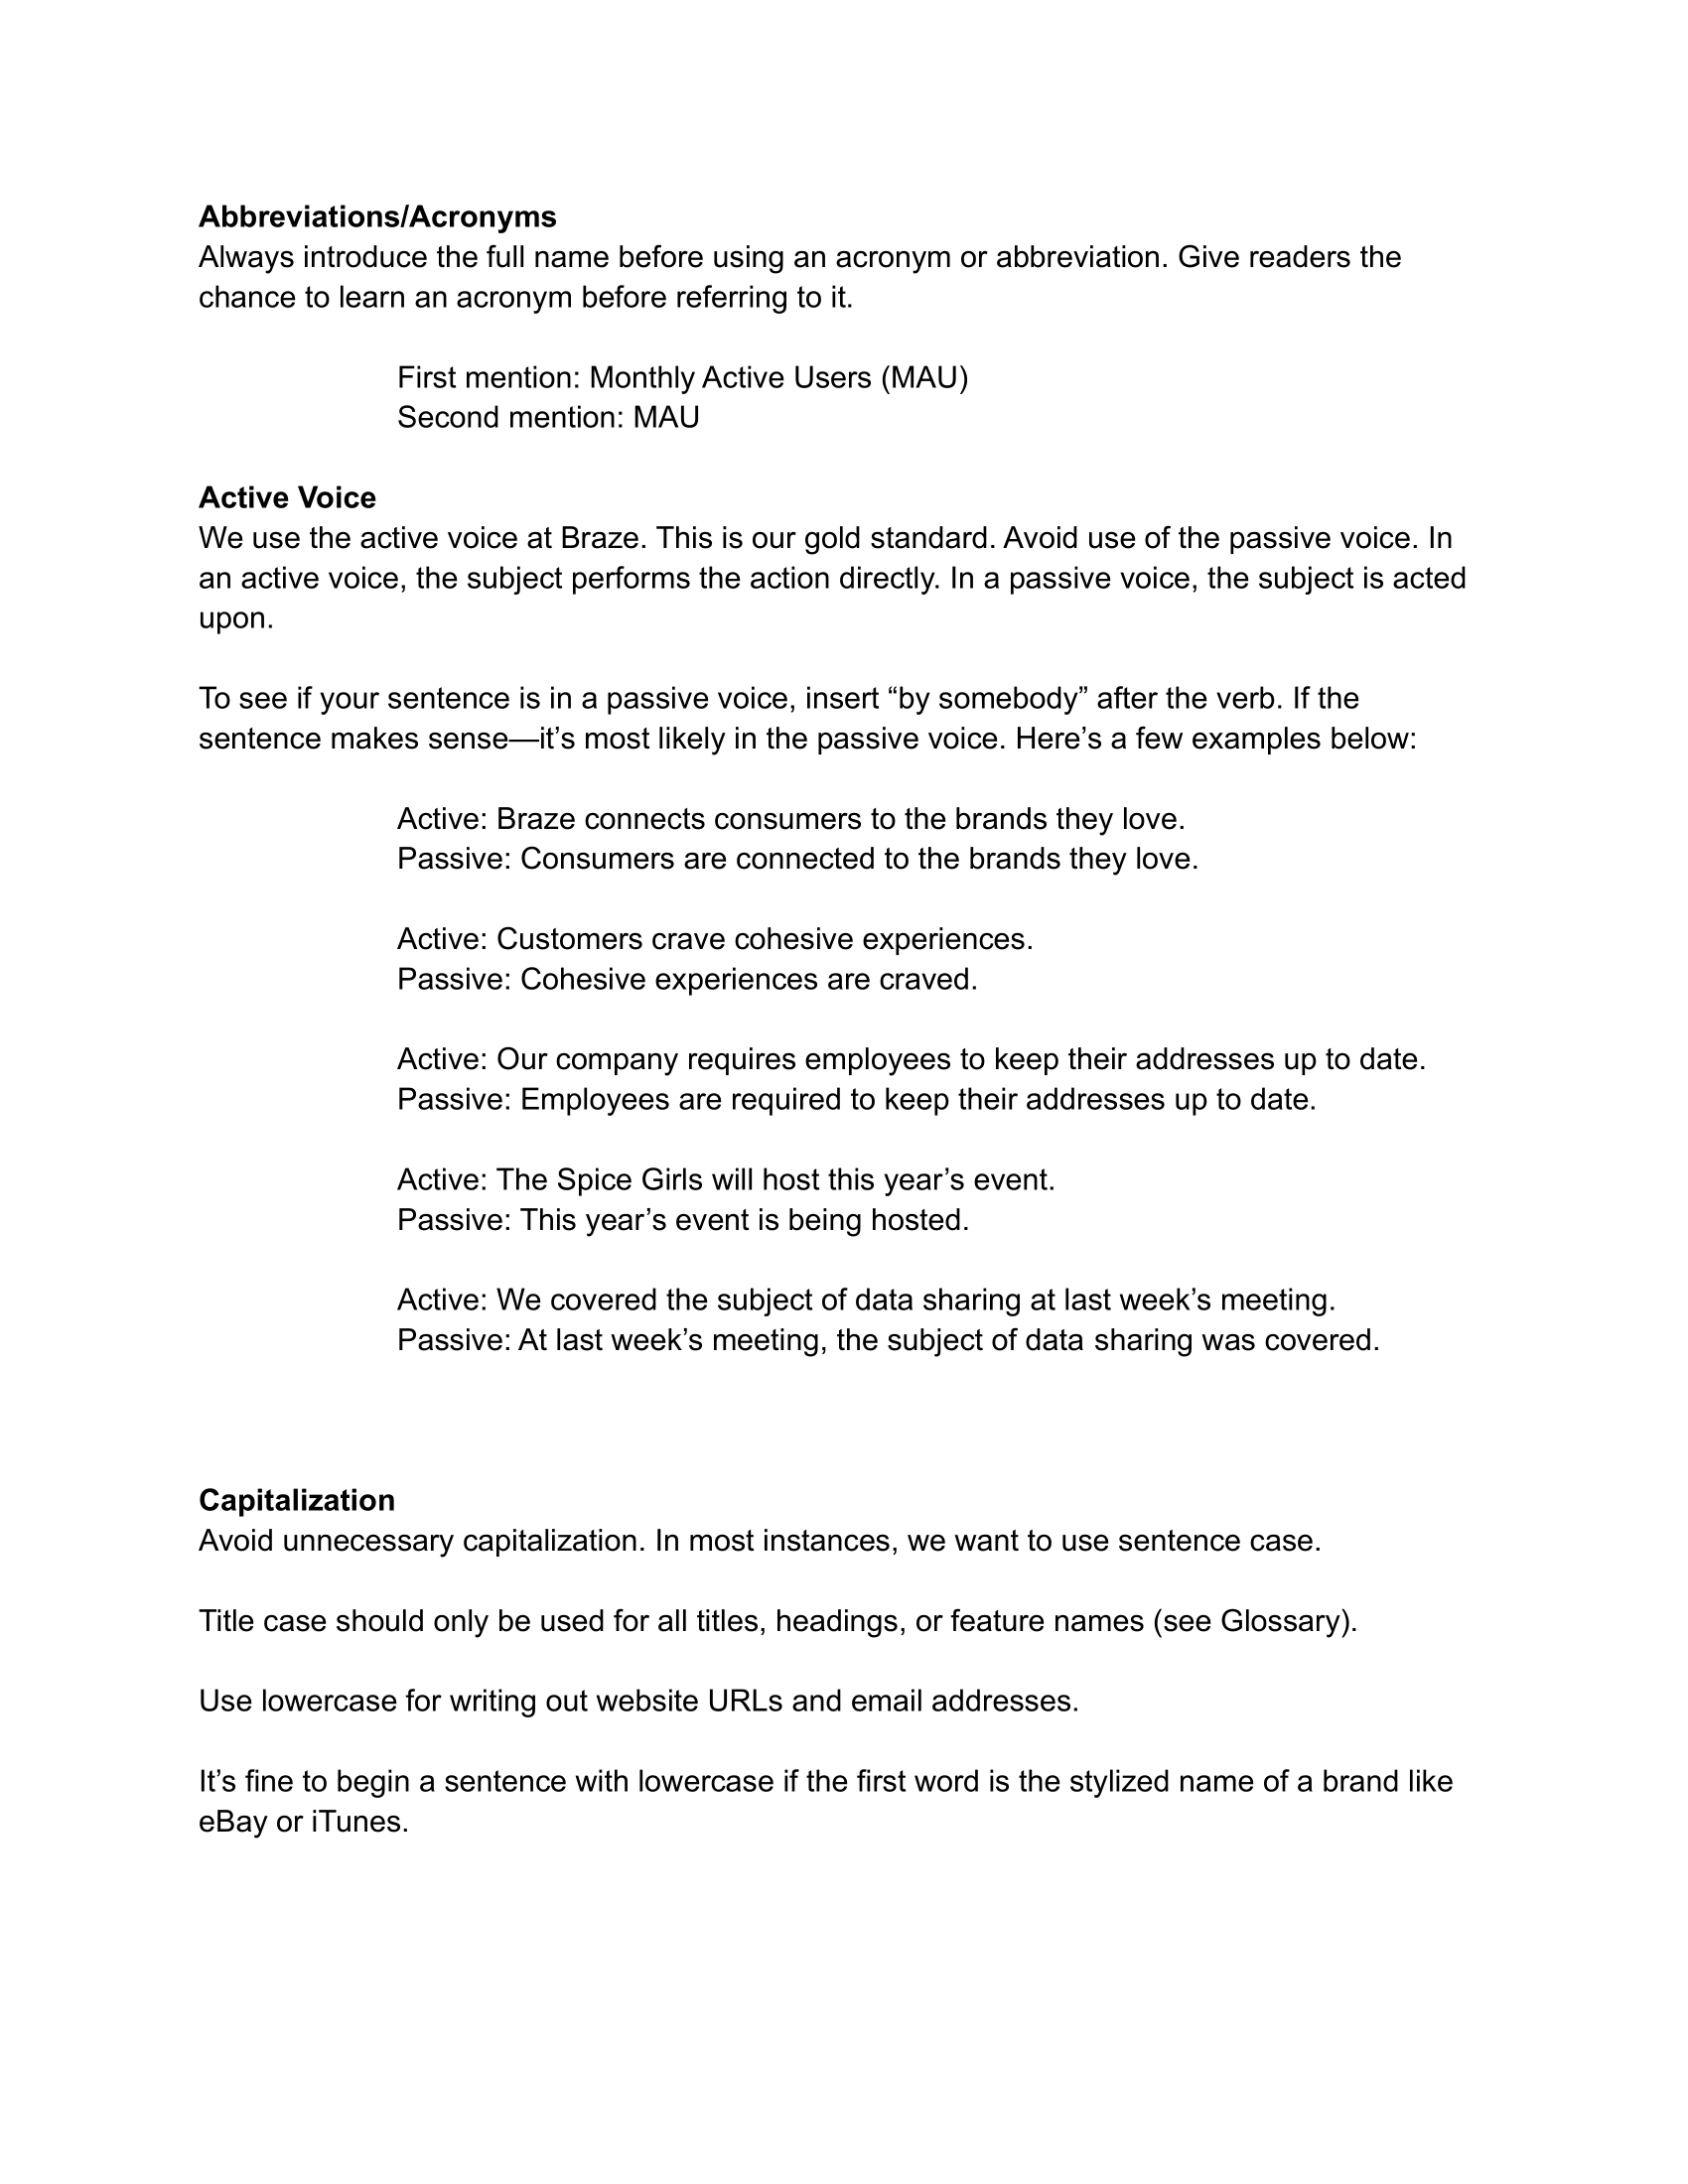 Abbreviations/Acronyms
Always introduce the full name before using an acronym or abbreviation. Give readers the
chance to learn an acronym before referring to it.
First mention: Monthly Active Users (MAU)
Second mention: MAU
Active Voice
We use the active voice at Braze. This is our gold standard. Avoid use of the passive voice. In
an active voice, the subject performs the action directly. In a passive voice, the subject is acted
upon.
To see if your sentence is in a passive voice, insert “by somebody” after the verb. If the
sentence makes sense—it’s most likely in the passive voice. Here’s a few examples below:
Active: Braze connects consumers to the brands they love.
Passive: Consumers are connected to the brands they love.
Active: Customers crave cohesive experiences.
Passive: Cohesive experiences are craved.
Active: Our company requires employees to keep their addresses up to date.
Passive: Employees are required to keep their addresses up to date.
Active: The Spice Girls will host this year’s event.
Passive: This year’s event is being hosted.
Active: We covered the subject of data sharing at last week’s meeting.
Passive: At last week’s meeting, the subject of data sharing was covered.
Capitalization
Avoid unnecessary capitalization. In most instances, we want to use sentence case.
Title case should only be used for all titles, headings, or feature names (see Glossary).
Use lowercase for writing out website URLs and email addresses.
It’s fine to begin a sentence with lowercase if the first word is the stylized name of a brand like
eBay or iTunes.